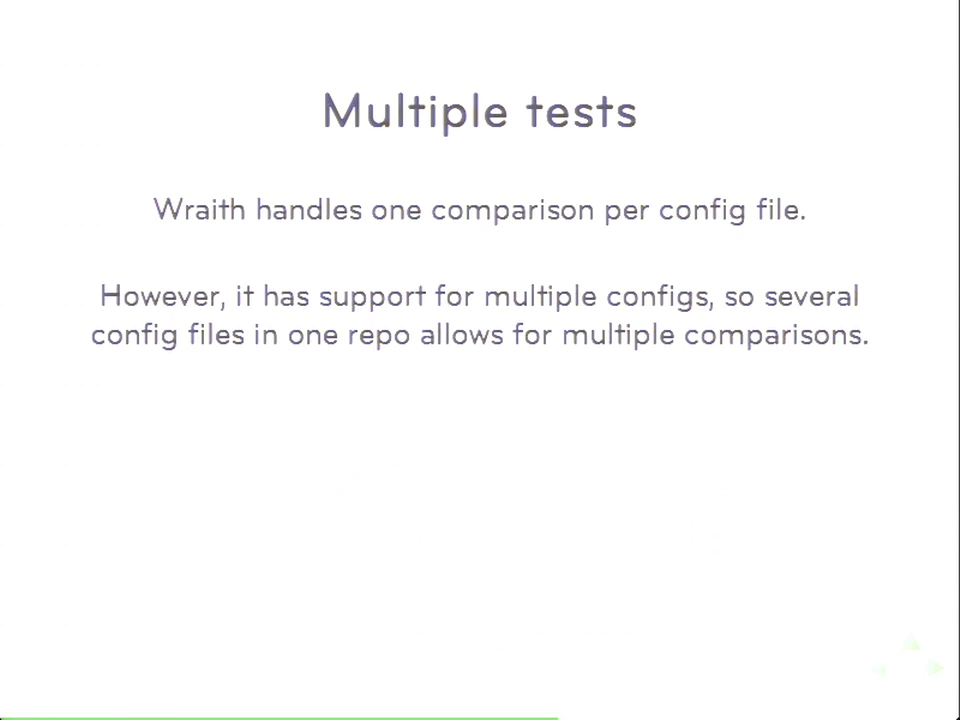 Multiple tests
Wraith handles one comparison per config file.
However, it has support for multiple configs, so several
config files in one repo allows for multiple comparisons.